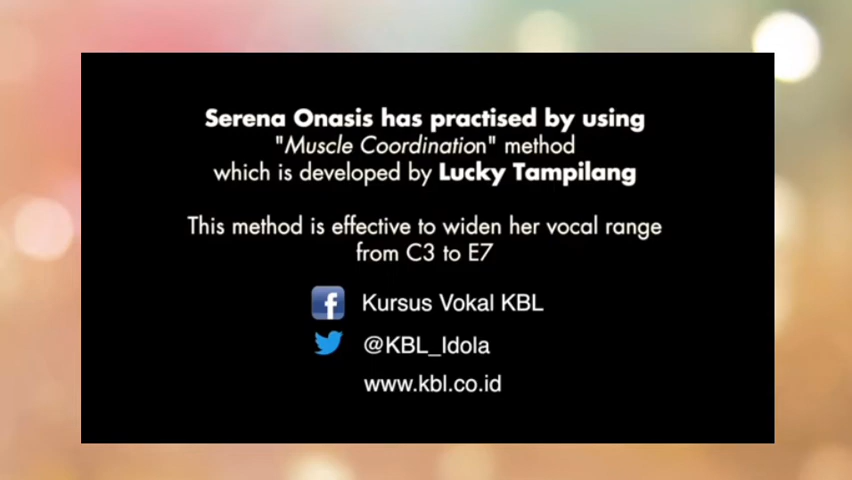 Serena Onasis has practised by using
"Muscle Coordination" method
which is developed by Lucky Tampilang
This method is effective to widen her vocal range
from C3 to E7
Kursus Vokal KBL
@KBL_Idola
www.kbl.co.id